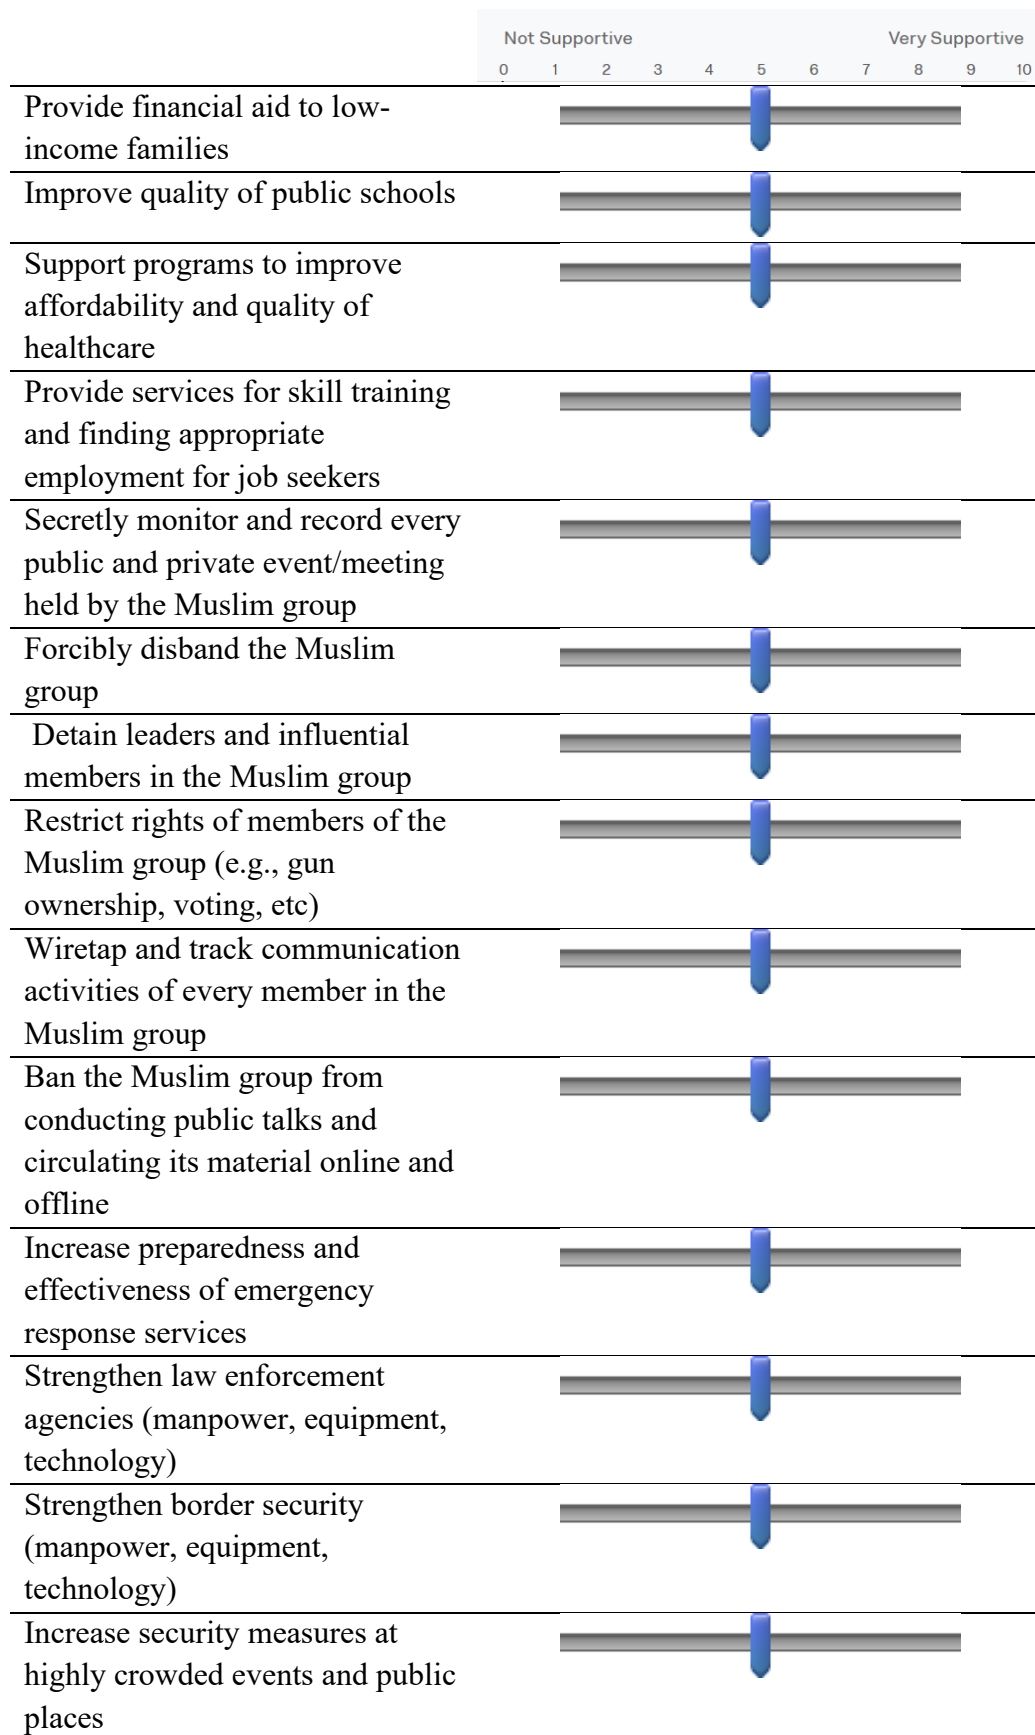 Not Supportive Very Supportive
0 1 2 3 4 5 6 7 8 9 10
Provide financial aid to low-
income families
Improve quality of public schools
Support programs to improve
affordability and quality of
healthcare
Provide services for skill training
and finding appropriate
employment for job seekers
Secretly monitor and record every
public and private event/meeting
held by the Muslim group
Forcibly disband the Muslim
group
Detain leaders and influential
members in the Muslim group
Restrict rights of members of the
Muslim group (e.g., gun
ownership, voting, etc)
Wiretap and track communication
activities of every member in the
Muslim group
Ban the Muslim group from
conducting public talks and
circulating its material online and
offline
Increase preparedness and
effectiveness of emergency
response services
Strengthen law enforcement
agencies (manpower, equipment,
technology)
Strengthen border security
(manpower, equipment,
technology)
Increase security measures at
highly crowded events and public
places